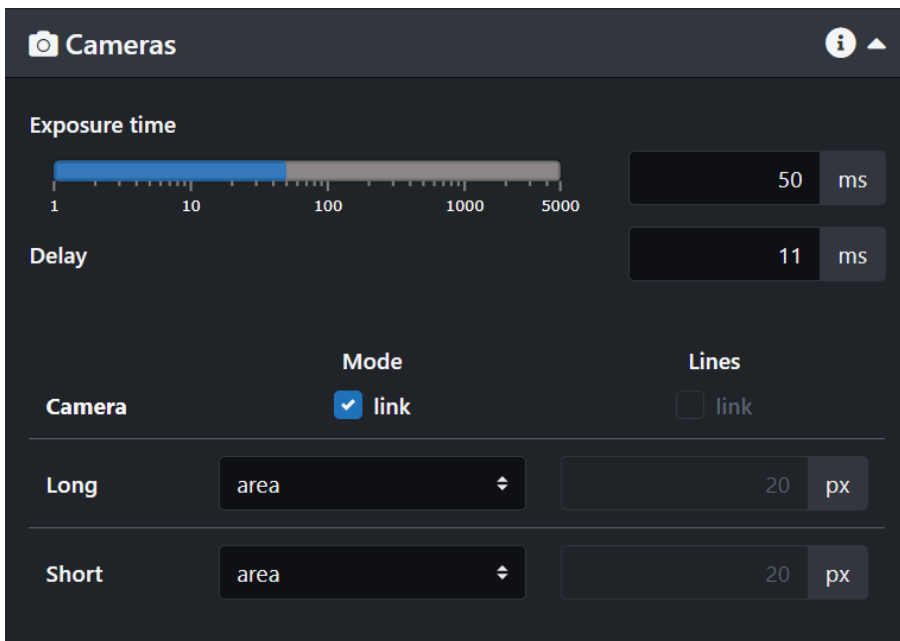 Cameras
Exposure time
50 ms
1 10 100 1000 5000
Delay 11 ms
Mode Lines
Camera link link
Long area 20 px
Short area 20 px